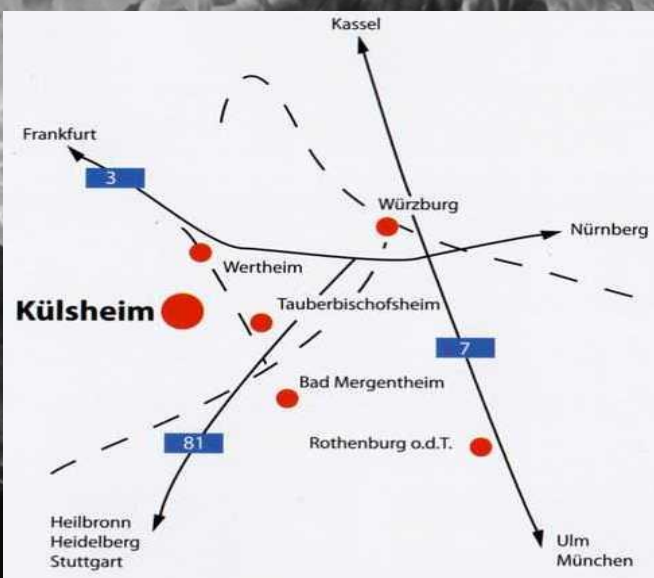 Kassel
Frankfurt
3
Würzburg
Nürnberg
Wertheim
Külsheim
Tauberbischofsheim
7
Bad Mergentheim
81
Rothenburg o.d.T.
Heilbronn
Heidelberg
Stuttgart
Ulm
München